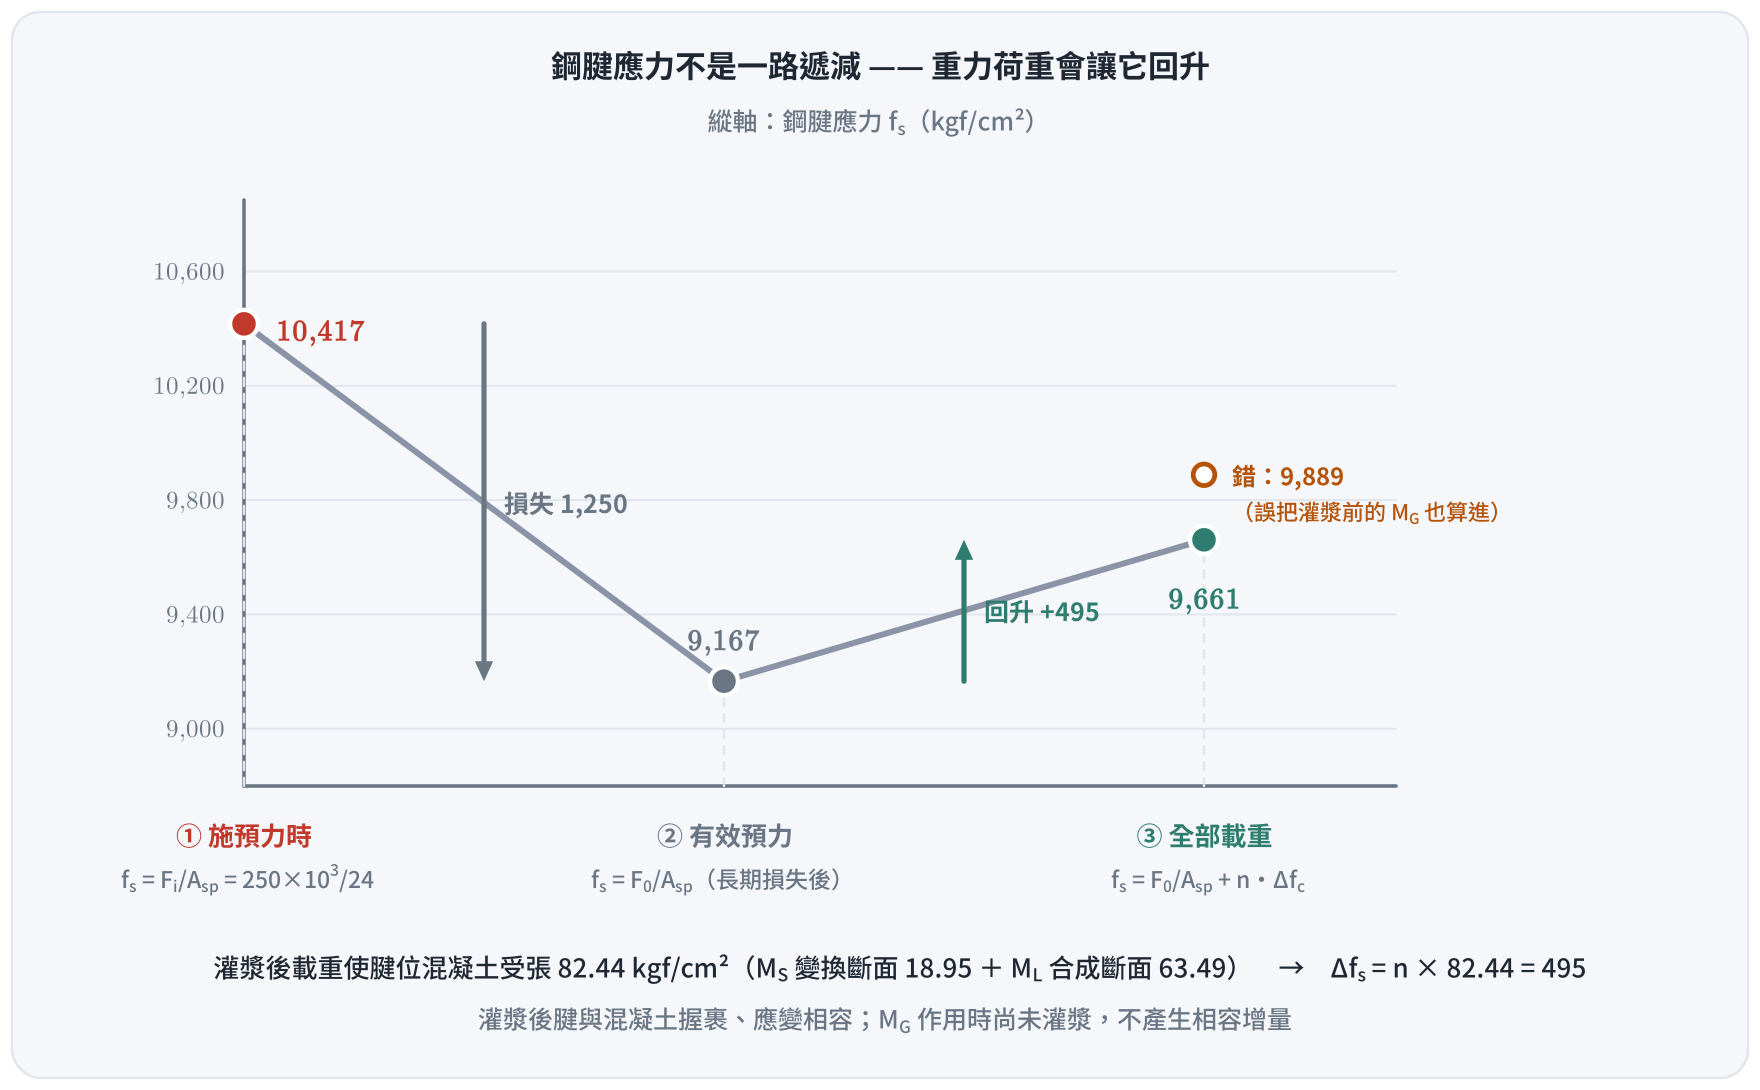 鋼腱應力不是一路遞減 —— 重力荷重會讓它回升
縱軸：鋼腱應力 fₛ（kgf/cm²）
10,600
10,417
10,200
錯：9,889
9,800
損失 1,250
（誤把灌漿前的 M_G 也算進）
9,661
9,400
回升 +495
9,167
9,000
① 施預力時
② 有效預力
③ 全部載重
fₛ = Fᵢ/Aₛₚ = 250×10³/24
fₛ = F₀/Aₛₚ（長期損失後）
fₛ = F₀/Aₛₚ + n・Δf_c
灌漿後載重使腱位混凝土受張 82.44 kgf/cm²（M_S 變換斷面 18.95 ＋ M_L 合成斷面 63.49） → Δfₛ = n × 82.44 = 495
灌漿後腱與混凝土握裹、應變相容；M_G 作用時尚未灌漿，不產生相容增量